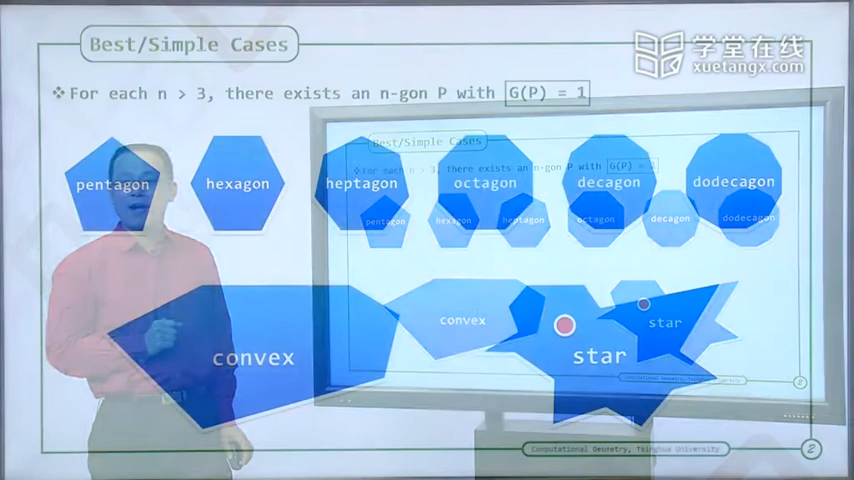 Best/Simple Cases
学堂在线
xuetangx.com
❖For each n > 3, there exists an n-gon P with G(P) = 1
pentagon hexagon heptagon octagon decagon dodecagon
convex star
Computational Geometry, Tsinghua University
2
Best/Simple Cases
❖For each n > 3, there exists an n-gon P with G(P) =
pentagon hexagon heptagon octagon decagon dodecagon
convex star
Computational Geometry, Tsinghua University